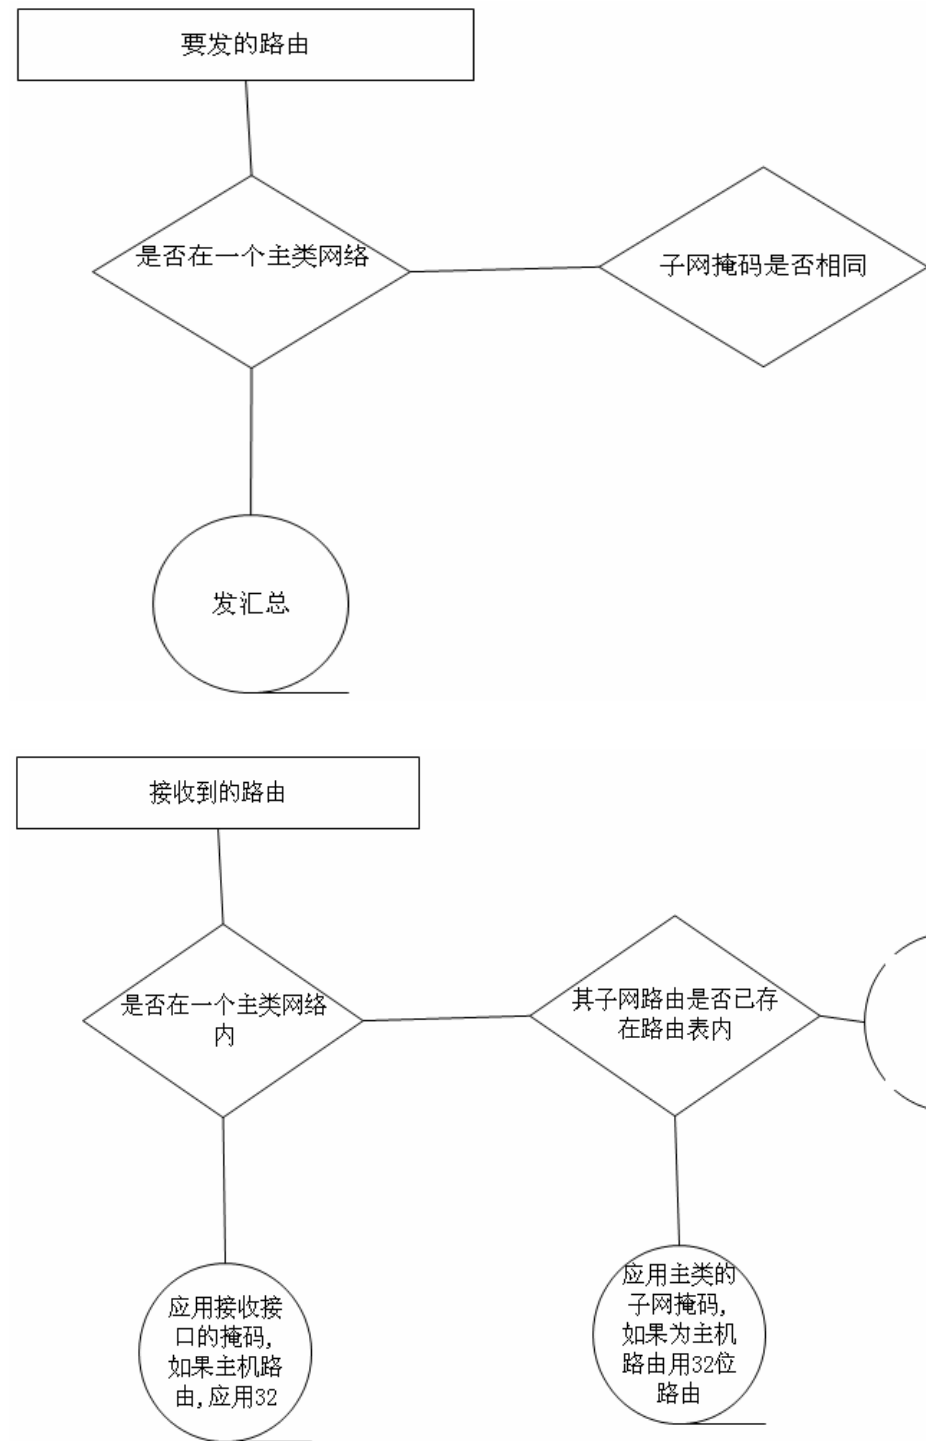 要发的路由
是否在一个主类网络
子网掩码是否相同
发汇总
接收到的路由
是否在一个主类网络
内
其子网路由是否已存
在路由表内
应用接收接
口的掩码,
如果主机路
由,应用32
应用主类的
子网掩码,
如果为主机
路由用32位
路由